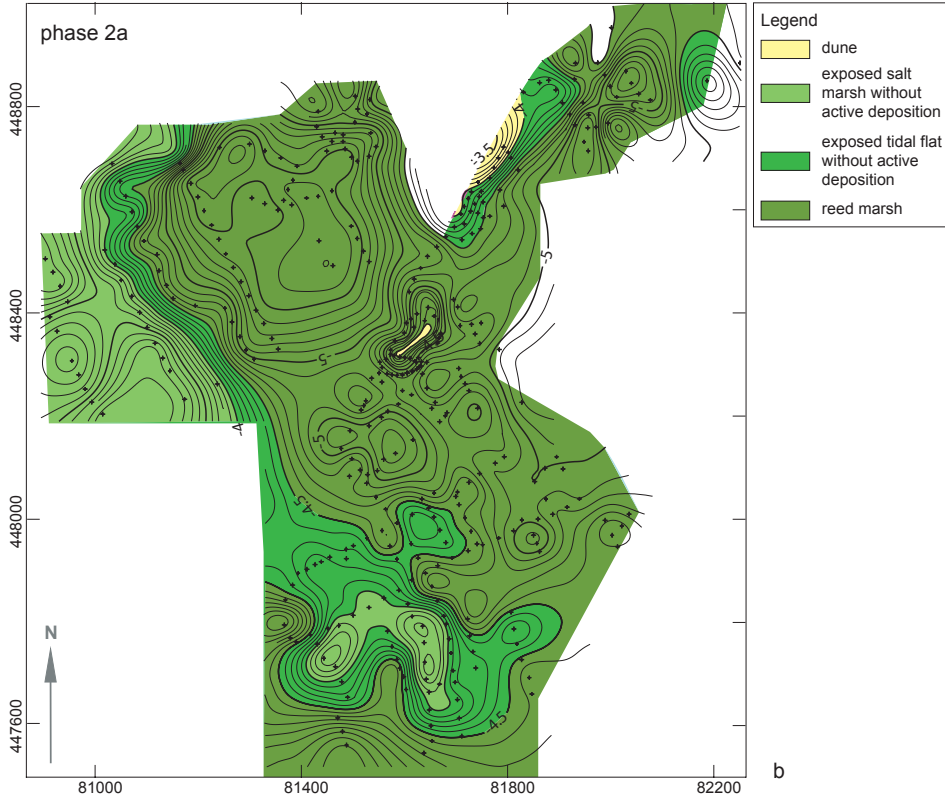 phase 2a
Legend
dune
exposed salt
marsh without
active deposition
exposed tidal flat
without active
deposition
reed marsh
448800
448400
448000
447600
-3.5
-5
-5
-5
-5
-4
-4.5
-4.5
N
81000
81400
81800
82200
b